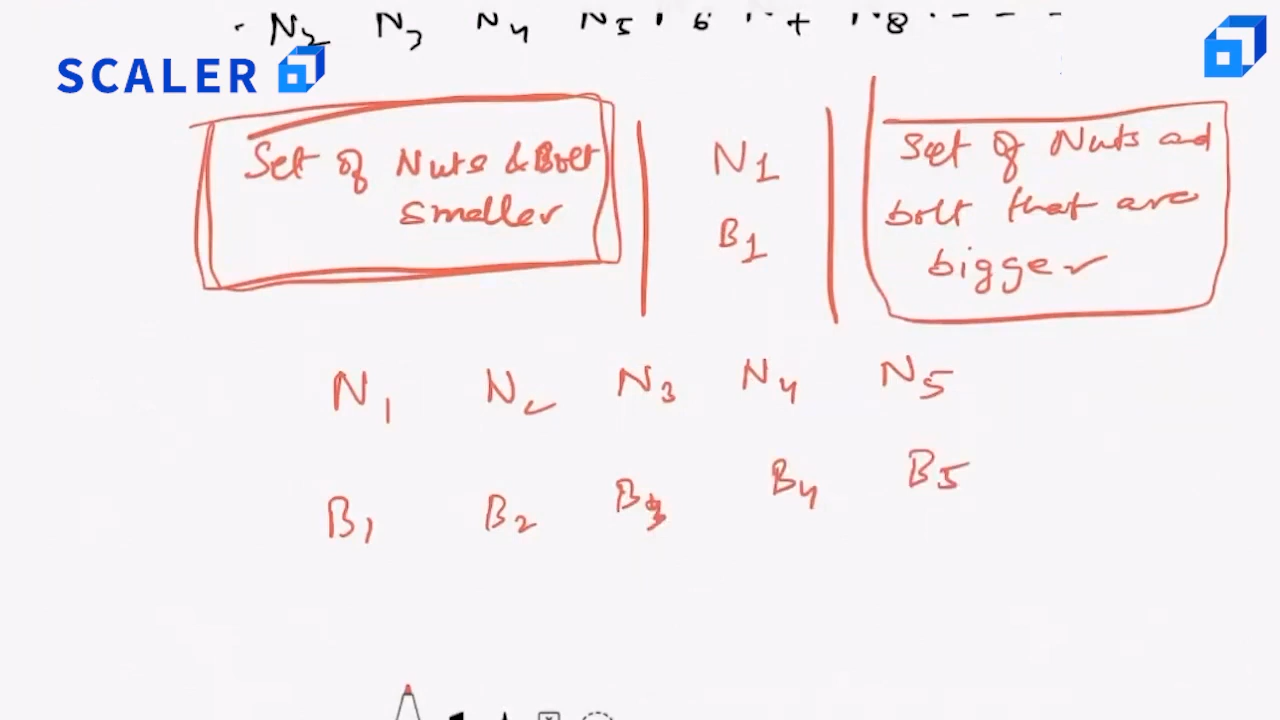 N2 N3 N4 N5
SCALER
Set of Nuts & Bolt
smaller
N1
B1
Set of Nuts and
bolt that are
bigger
N1 N2 N3 N4 N5
B1 B2 B3 B4 B5